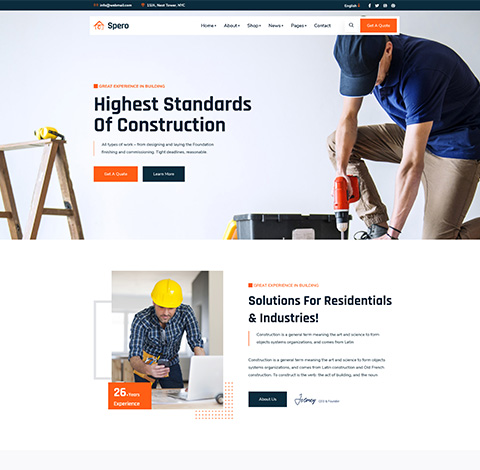 info@webmail.com
English
Spero
Home
About
Shop
News
Pages
Contact
Get A Quote
GREAT EXPERIENCE IN BUILDING
Highest Standards
Of Construction
All types of work – from designing and laying the Foundation
finishing and commissioning. Tight deadlines, reasonable.
Get A Quote
Learn More
GREAT EXPERIENCE IN BUILDING
Solutions For Residentials
& Industries!
Construction is a general term meaning the art and science to form
objects systems organizations, and comes from Latin
Construction is a general term meaning the art and science to form objects
systems organizations, and comes from Latin construction and Old French
construction. To construct is the verb: the act of building, and the noun
26+Years
Experience
About Us
CEO & Founder